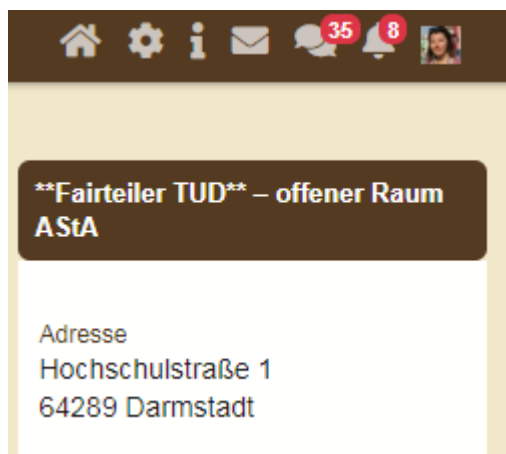 35 8
**Fairteiler TUD** – offener Raum
AStA
Adresse
Hochschulstraße 1
64289 Darmstadt